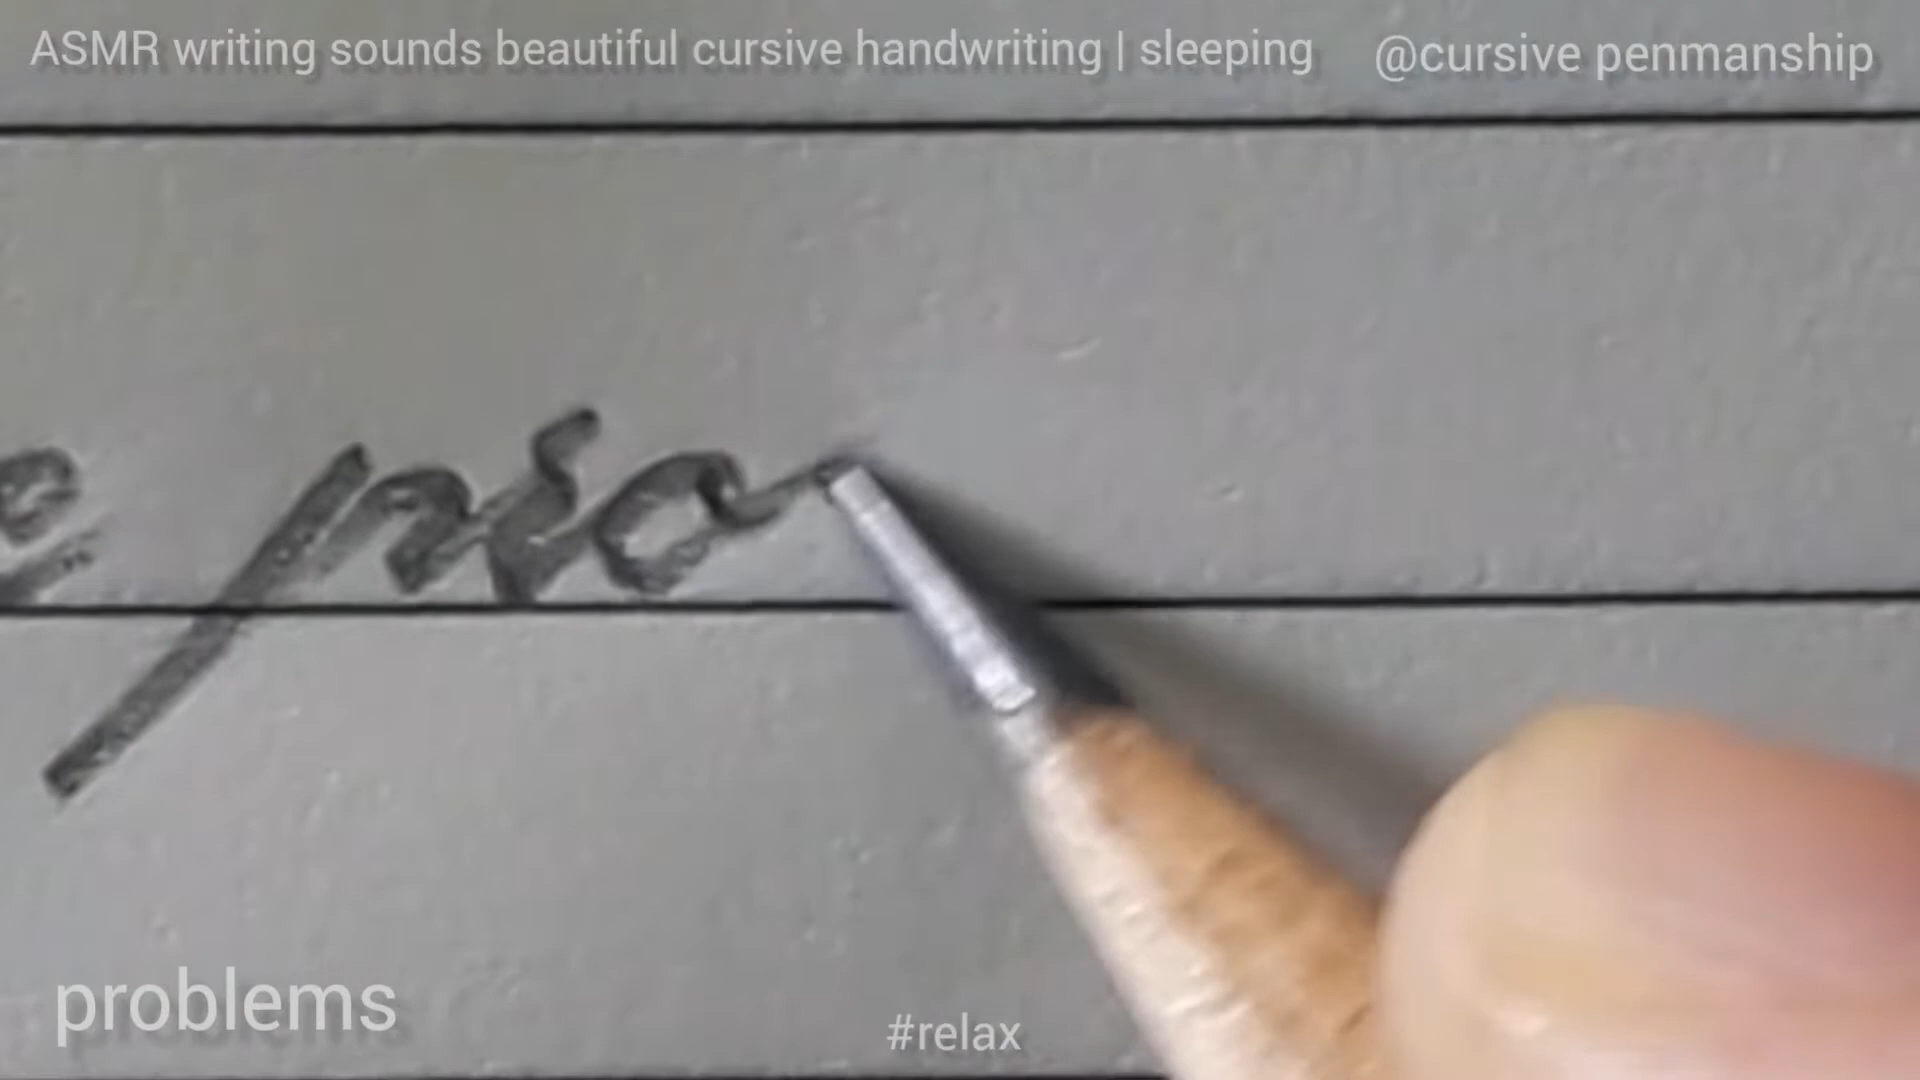 ASMR writing sounds beautiful cursive handwriting | sleeping @cursive penmanship
e pro
problems #relax